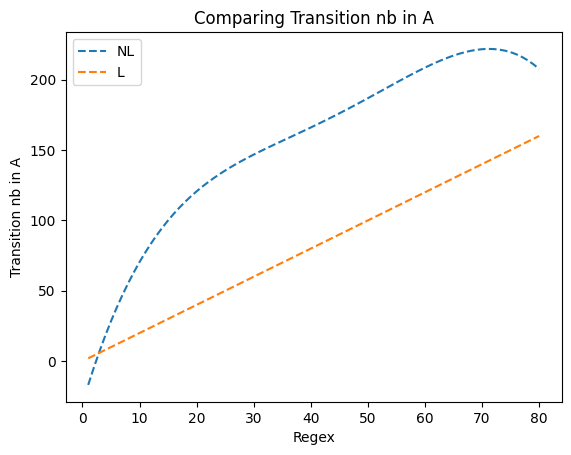 Comparing Transition nb in A
NL
L
Transition nb in A
200
150
100
50
0
0 10 20 30 40 50 60 70 80
Regex